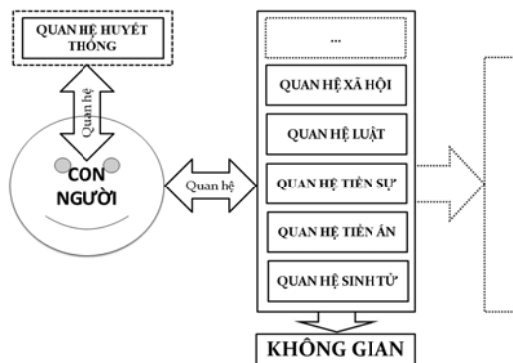 QUAN HỆ HUYẾT
THỐNG
...
QUAN HỆ XÃ HỘI
Quan hệ
QUAN HỆ LUẬT
CON
NGƯỜI
Quan hệ
QUAN HỆ TIỀN SỰ
QUAN HỆ TIỀN ÁN
QUAN HỆ SINH TỬ
KHÔNG GIAN